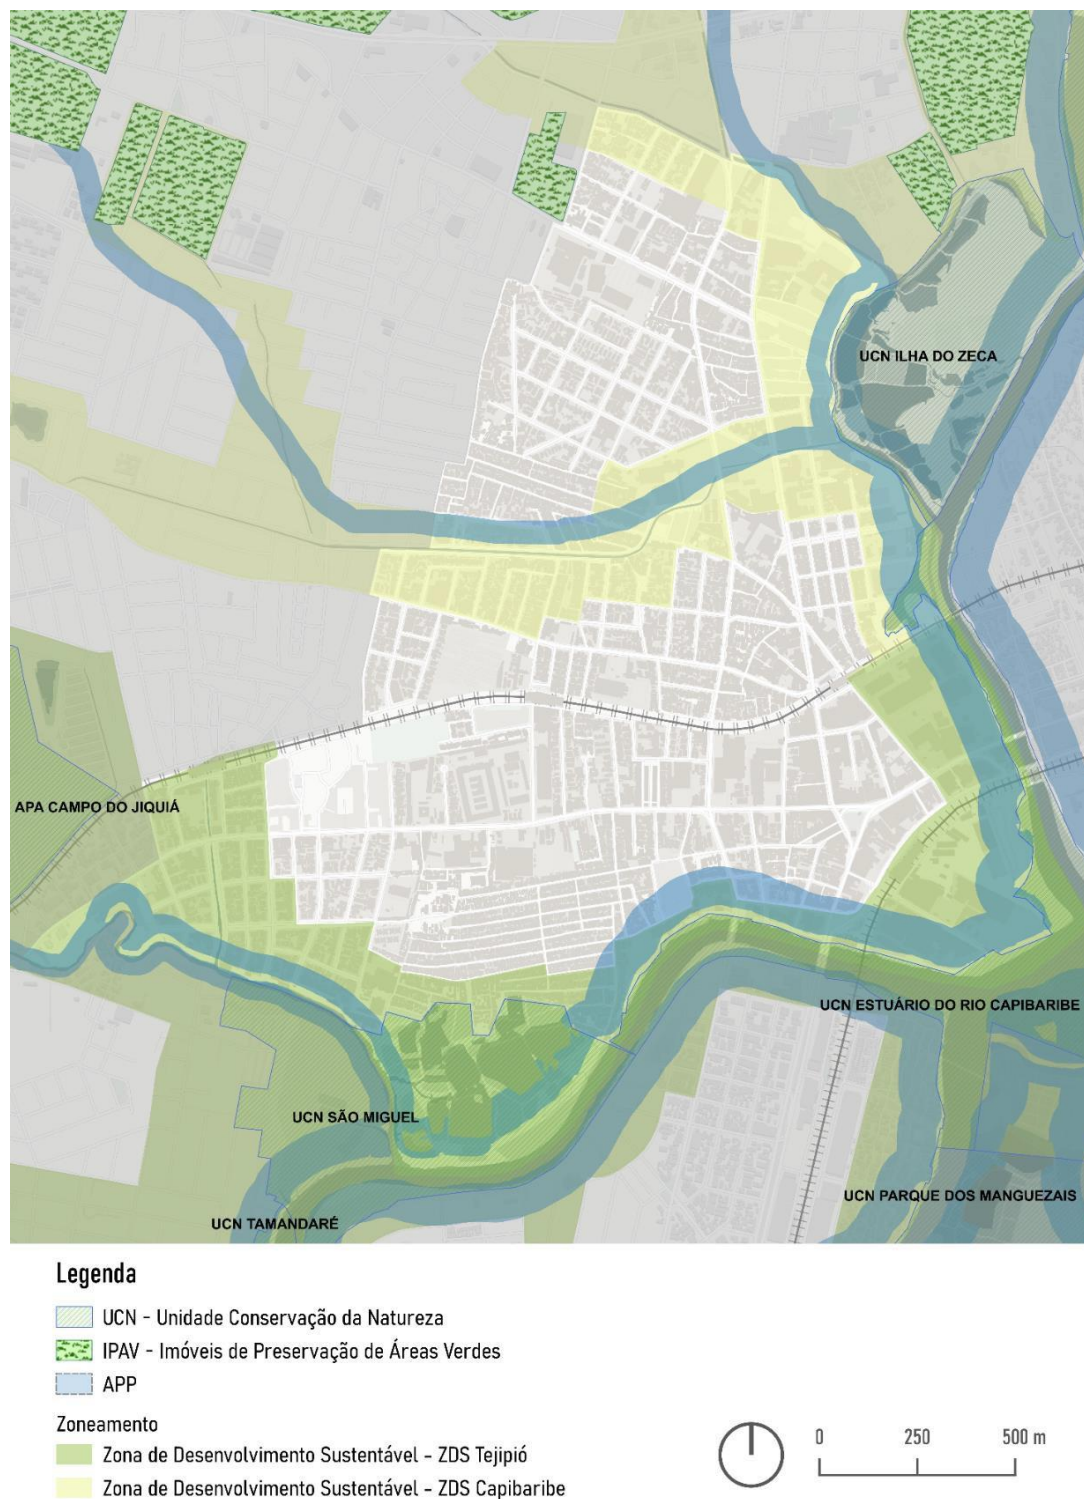 UCN ILHA DO ZECA
APA CAMPO DO JIQUIÁ
UCN ESTUÁRIO DO RIO CAPIBARIBE
UCN SÃO MIGUEL
UCN PARQUE DOS MANGUEZAIS
UCN TAMANDARÉ
Legenda
UCN - Unidade Conservação da Natureza
IPAV - Imóveis de Preservação de Áreas Verdes
APP
Zoneamento
Zona de Desenvolvimento Sustentável - ZDS Tejipió
Zona de Desenvolvimento Sustentável - ZDS Capibaribe
0 250 500 m